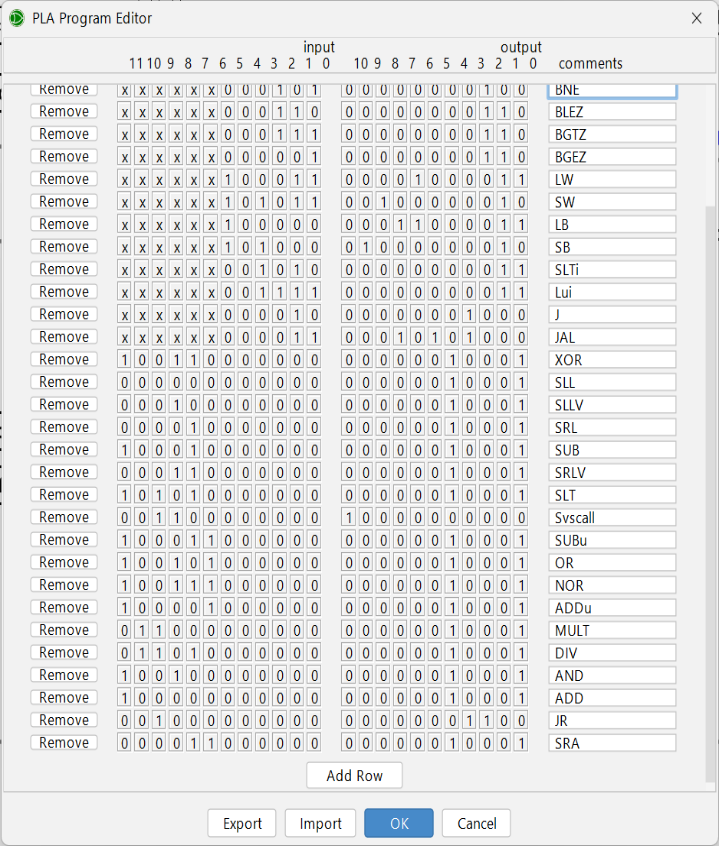 PLA Program Editor
input output
11 10 9 8 7 6 5 4 3 2 1 0 10 9 8 7 6 5 4 3 2 1 0 comments
Remove x x x x x x 0 0 0 1 0 1 0 0 0 0 0 0 0 0 1 0 0 BNE
Remove x x x x x x 0 0 0 1 1 0 0 0 0 0 0 0 0 0 1 1 0 BLEZ
Remove x x x x x x 0 0 0 1 1 1 0 0 0 0 0 0 0 0 1 1 0 BGTZ
Remove x x x x x x 0 0 0 0 0 1 0 0 0 0 0 0 0 0 1 1 0 BGEZ
Remove x x x x x x 1 0 0 0 1 1 0 0 0 0 1 0 0 0 0 1 1 LW
Remove x x x x x x 1 0 1 0 1 1 0 0 1 0 0 0 0 0 0 1 0 SW
Remove x x x x x x 1 0 0 0 0 0 0 0 0 1 1 0 0 0 0 1 1 LB
Remove x x x x x x 1 0 1 0 0 0 0 1 0 0 0 0 0 0 0 1 0 SB
Remove x x x x x x 0 0 1 0 1 0 0 0 0 0 0 0 0 0 0 1 1 SLTi
Remove x x x x x x 0 0 1 1 1 1 0 0 0 0 0 0 0 0 0 1 1 Lui
Remove x x x x x x 0 0 0 0 1 0 0 0 0 0 0 0 0 1 0 0 0 J
Remove x x x x x x 0 0 0 0 1 1 0 0 0 1 0 1 0 1 0 0 1 JAL
Remove 1 0 0 1 1 0 0 0 0 0 0 0 0 0 0 0 0 0 1 0 0 0 1 XOR
Remove 0 0 0 0 0 0 0 0 0 0 0 0 0 0 0 0 0 0 1 0 0 0 1 SLL
Remove 0 0 0 1 0 0 0 0 0 0 0 0 0 0 0 0 0 0 1 0 0 0 1 SLLV
Remove 0 0 0 0 1 0 0 0 0 0 0 0 0 0 0 0 0 0 1 0 0 0 1 SRL
Remove 1 0 0 0 1 0 0 0 0 0 0 0 0 0 0 0 0 0 1 0 0 0 1 SUB
Remove 0 0 0 1 1 0 0 0 0 0 0 0 0 0 0 0 0 0 1 0 0 0 1 SRLV
Remove 1 0 1 0 1 0 0 0 0 0 0 0 0 0 0 0 0 0 1 0 0 0 1 SLT
Remove 0 0 1 1 0 0 0 0 0 0 0 0 1 0 0 0 0 0 0 0 0 0 0 Svscall
Remove 1 0 0 0 1 1 0 0 0 0 0 0 0 0 0 0 0 0 1 0 0 0 1 SUBu
Remove 1 0 0 1 0 1 0 0 0 0 0 0 0 0 0 0 0 0 1 0 0 0 1 OR
Remove 1 0 0 1 1 1 0 0 0 0 0 0 0 0 0 0 0 0 1 0 0 0 1 NOR
Remove 1 0 0 0 0 1 0 0 0 0 0 0 0 0 0 0 0 0 1 0 0 0 1 ADDu
Remove 0 1 1 0 0 0 0 0 0 0 0 0 0 0 0 0 0 0 1 0 0 0 1 MULT
Remove 0 1 1 0 1 0 0 0 0 0 0 0 0 0 0 0 0 0 1 0 0 0 1 DIV
Remove 1 0 0 1 0 0 0 0 0 0 0 0 0 0 0 0 0 0 1 0 0 0 1 AND
Remove 1 0 0 0 0 0 0 0 0 0 0 0 0 0 0 0 0 0 1 0 0 0 1 ADD
Remove 0 0 1 0 0 0 0 0 0 0 0 0 0 0 0 0 0 0 0 1 1 0 0 JR
Remove 0 0 0 0 1 1 0 0 0 0 0 0 0 0 0 0 0 0 1 0 0 0 1 SRA
Add Row
Export Import OK Cancel